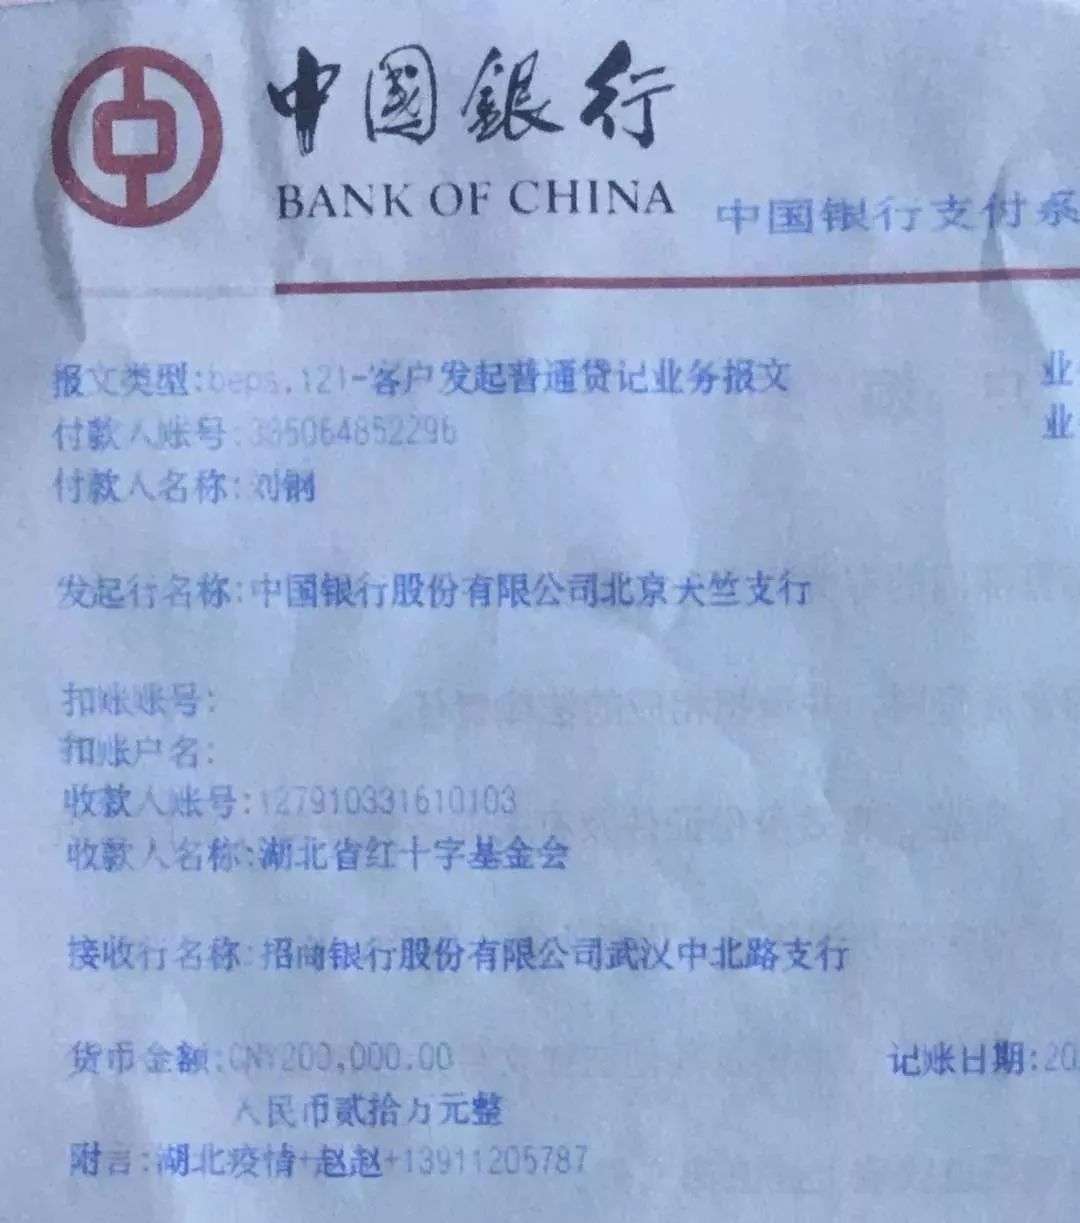 中國銀行
BANK OF CHINA
中国银行支付系
报文类型:beps.121-客户发起普通贷记业务报文
业
付款人账号:335064852296
业
付款人名称:刘钢
发起行名称:中国银行股份有限公司北京天竺支行
扣账账号:
扣账户名:
收款人账号:127910331610103
收款人名称:湖北省红十字基金会
接收行名称:招商银行股份有限公司武汉中北路支行
货币金额:CNY200,000.00
记账日期:20
人民币贰拾万元整
附言:湖北疫情+赵赵+13911205787